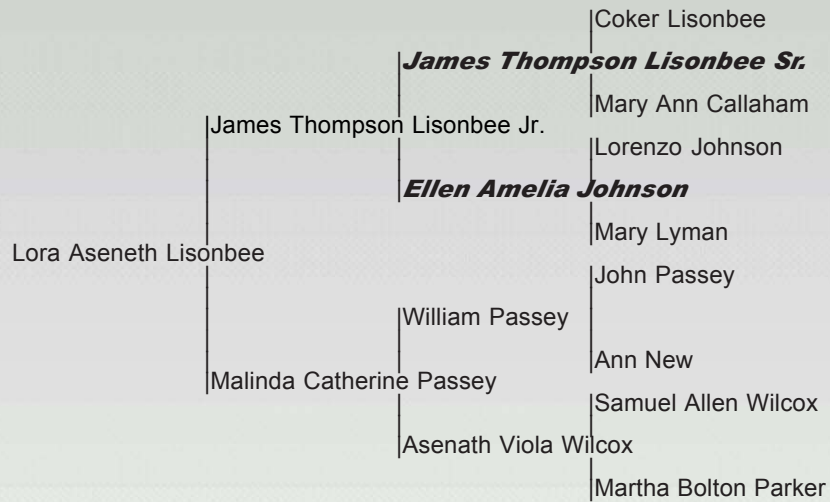 Coker Lisonbee
James Thompson Lisonbee Sr.
Mary Ann Callaham
James Thompson Lisonbee Jr.
Lorenzo Johnson
Ellen Amelia Johnson
Mary Lyman
Lora Aseneth Lisonbee
John Passey
William Passey
Ann New
Malinda Catherine Passey
Samuel Allen Wilcox
Asenath Viola Wilcox
Martha Bolton Parker